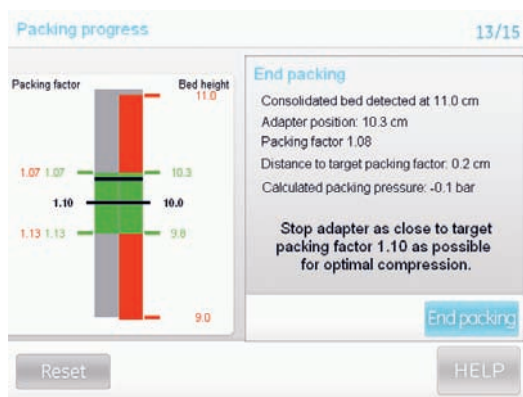 Packing progress
13/15
Packing factor
Bed height
11.0
1.07 1.07
10.3
1.10
10.0
1.13 1.13
9.8
9.0
End packing
Consolidated bed detected at 11.0 cm
Adapter position: 10.3 cm
Packing factor 1.08
Distance to target packing factor: 0.2 cm
Calculated packing pressure: -0.1 bar
Stop adapter as close to target
packing factor 1.10 as possible
for optimal compression.
End packing
Reset
HELP